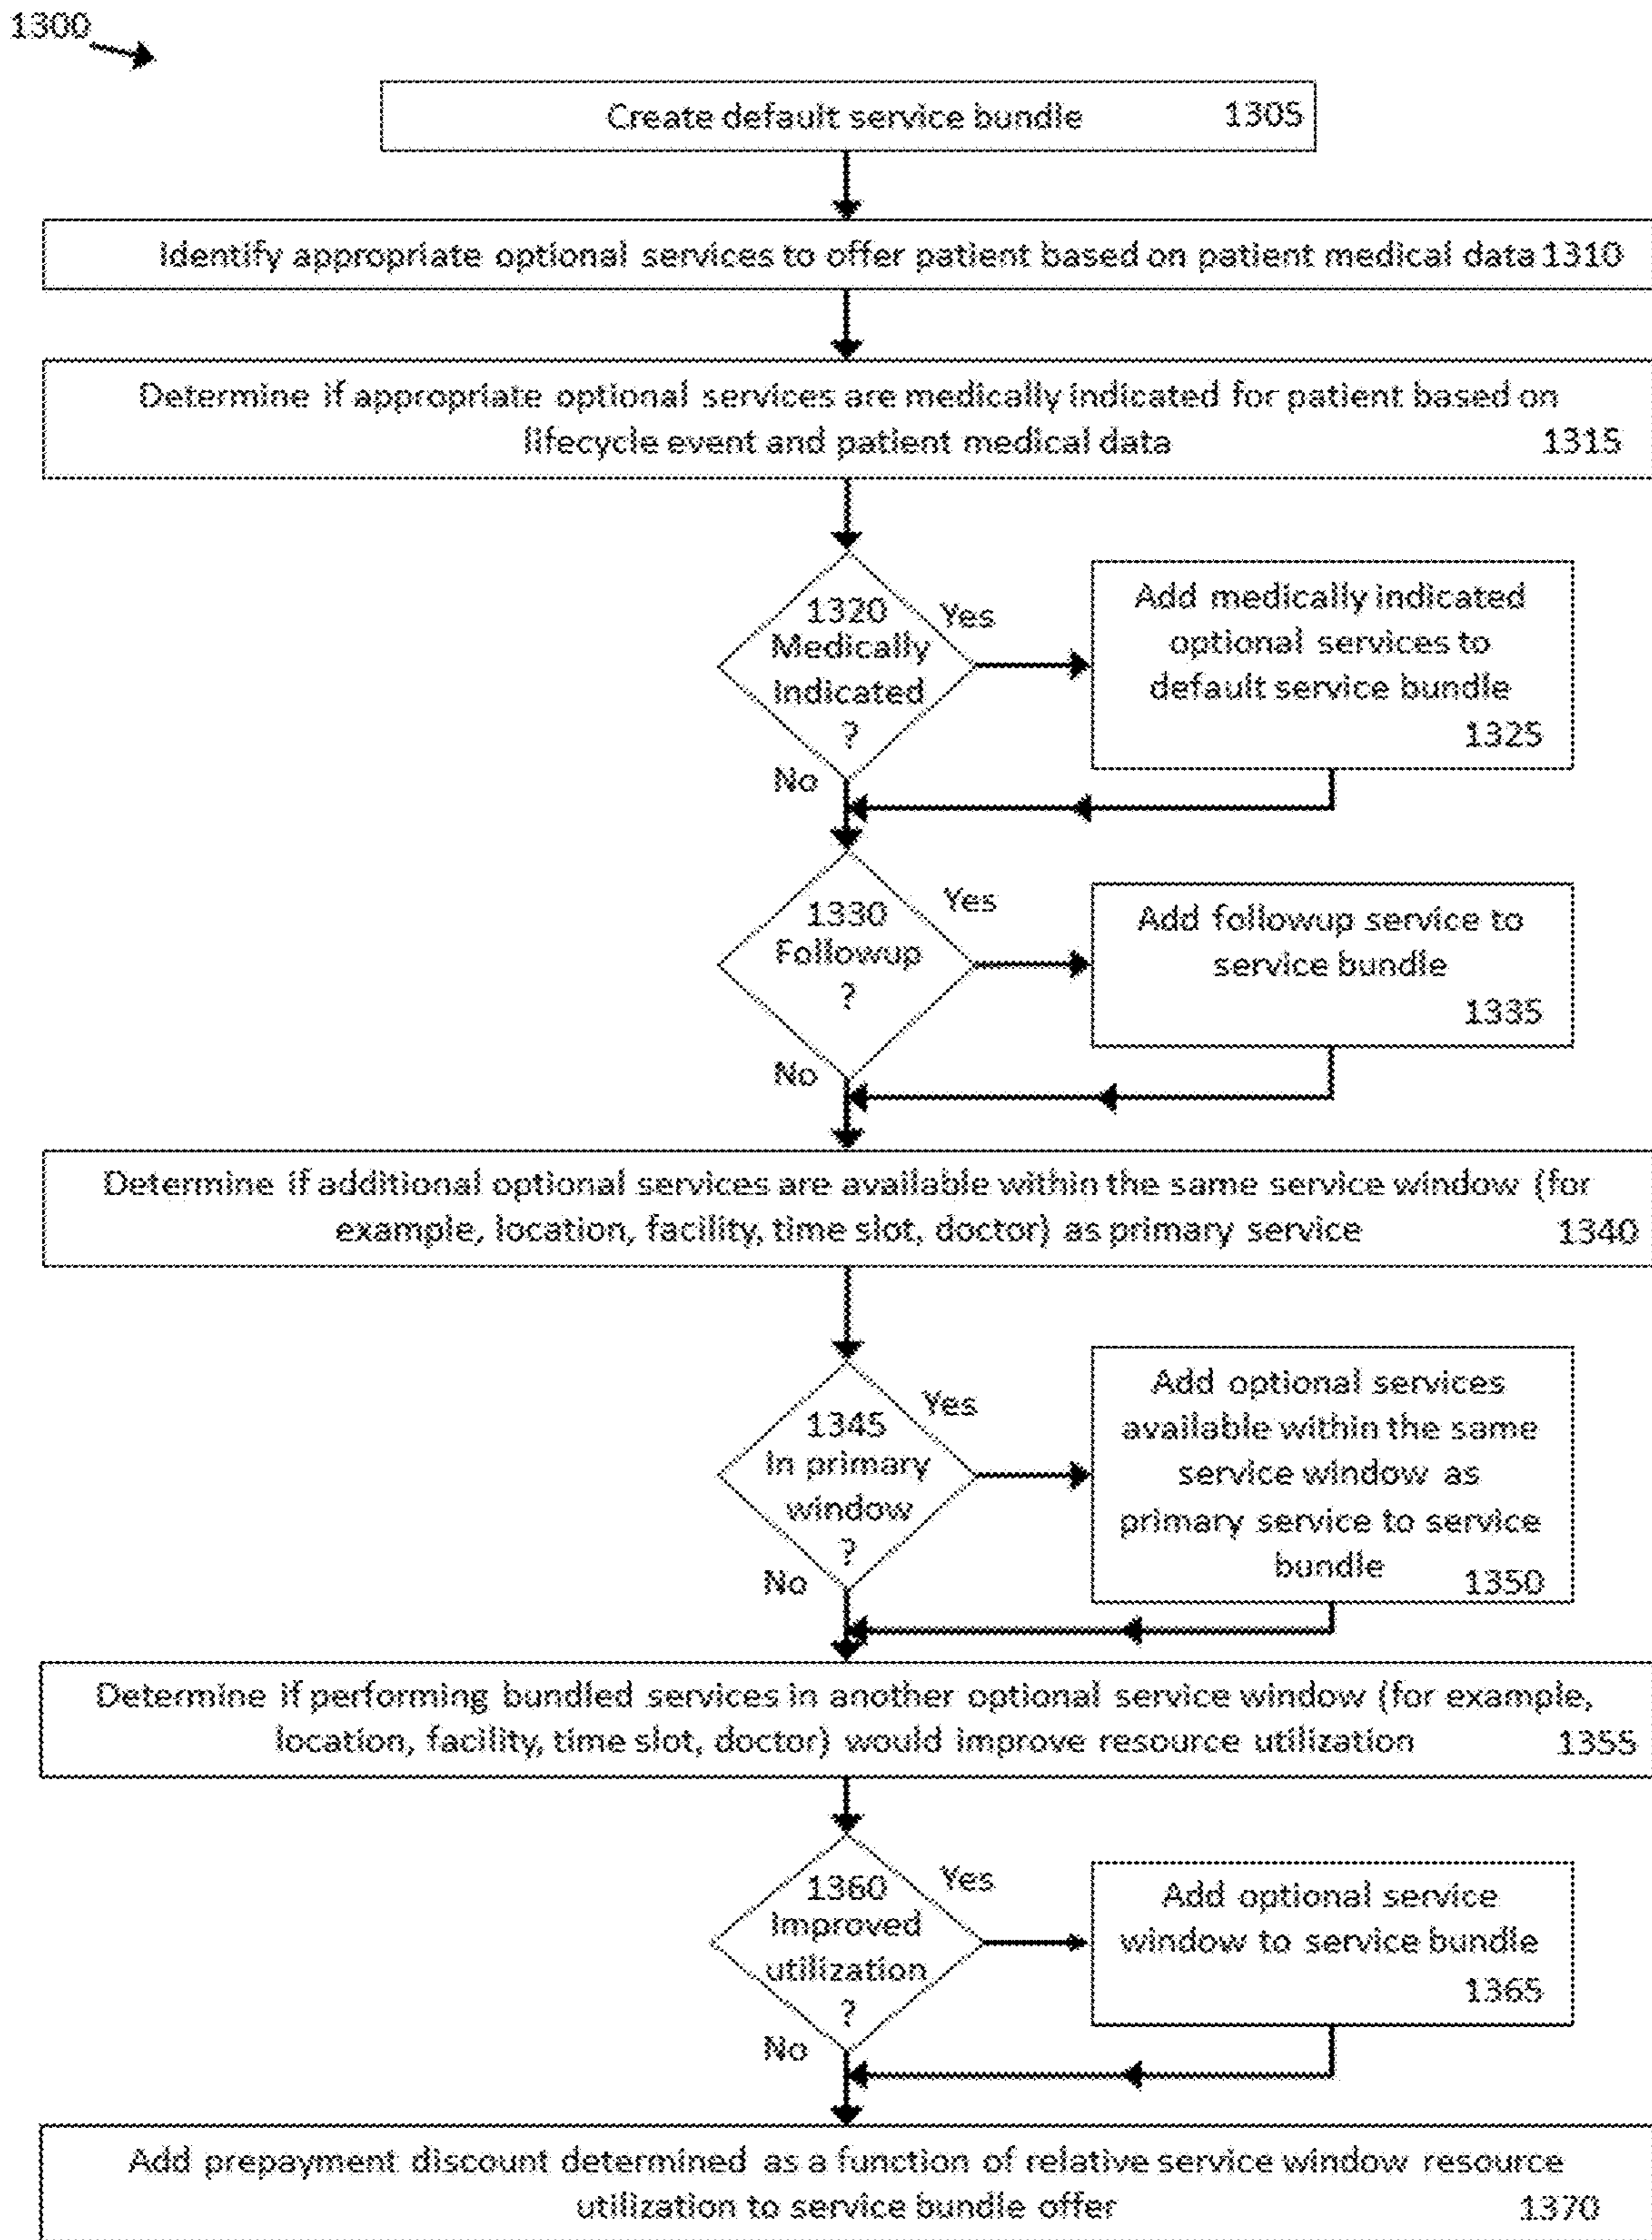 1300
Create default service bundle 1305
Identify appropriate optional services to offer patient based on patient medical data 1310
Determine if appropriate optional services are medically indicated for patient based on
lifecycle event and patient medical data 1315
1320
Medically
indicated
?
Yes
No
Add medically indicated
optional services to
default service bundle
1325
1330
Followup
?
Yes
No
Add followup service to
service bundle
1335
Determine if additional optional services are available within the same service window (for
example, location, facility, time slot, doctor) as primary service 1340
1345
In primary
window
?
Yes
No
Add optional services
available within the same
service window as
primary service to service
bundle
1350
Determine if performing bundled services in another optional service window (for example,
location, facility, time slot, doctor) would improve resource utilization 1355
1360
Improved
utilization
?
Yes
No
Add optional service
window to service bundle
1365
Add prepayment discount determined as a function of relative service window resource
utilization to service bundle offer 1370